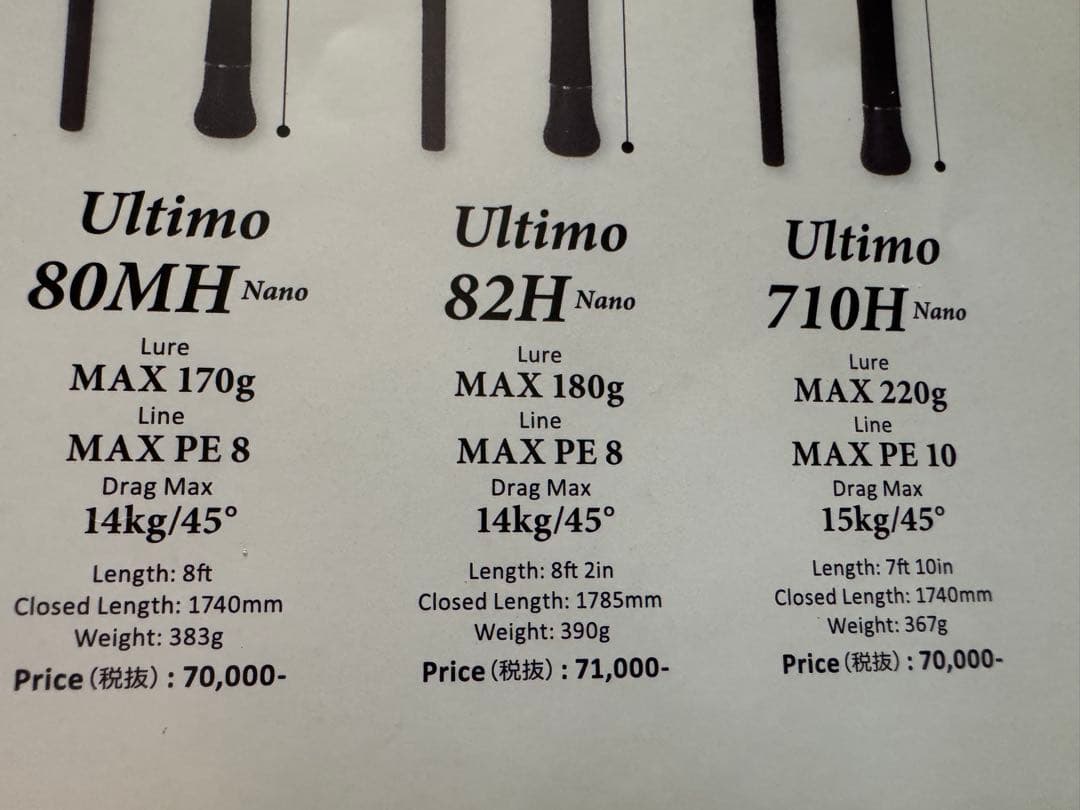 Ultimo
80MH Nano
Lure
MAX 170g
Line
MAX PE 8
Drag Max
14kg/45°
Length: 8ft
Closed Length: 1740mm
Weight: 383g
Price (税抜) : 70,000-
Ultimo
82H Nano
Lure
MAX 180g
Line
MAX PE 8
Drag Max
14kg/45°
Length: 8ft 2in
Closed Length: 1785mm
Weight: 390g
Price (税抜) : 71,000-
Ultimo
710H Nano
Lure
MAX 220g
Line
MAX PE 10
Drag Max
15kg/45°
Length: 7ft 10in
Closed Length: 1740mm
Weight: 367g
Price (税抜) : 70,000-